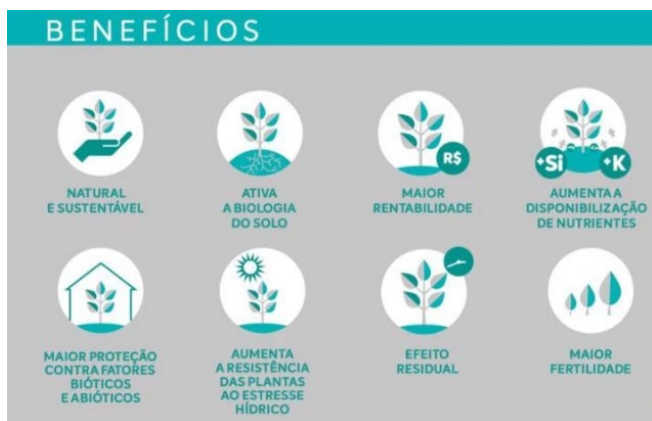 BENEFÍCIOS
NATURAL
E SUSTENTÁVEL
ATIVA
A BIOLOGIA
DO SOLO
R$
MAIOR
RENTABILIDADE
+Si
+K
AUMENTA A
DISPONIBILIZAÇÃO
DE NUTRIENTES
MAIOR PROTEÇÃO
CONTRA FATORES
BIÓTICOS
E ABIÓTICOS
AUMENTA
A RESISTÊNCIA
DAS PLANTAS
AO ESTRESSE
HÍDRICO
EFEITO
RESIDUAL
MAIOR
FERTILIDADE